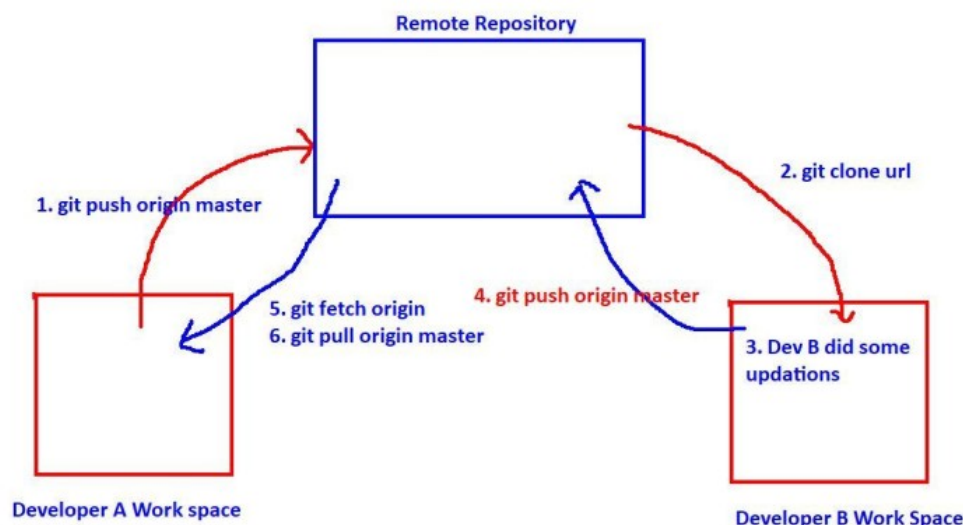 Remote Repository
2. git clone url
1. git push origin master
4. git push origin master
5. git fetch origin
6. git pull origin master
3. Dev B did some
updations
Developer A Work space
Developer B Work Space